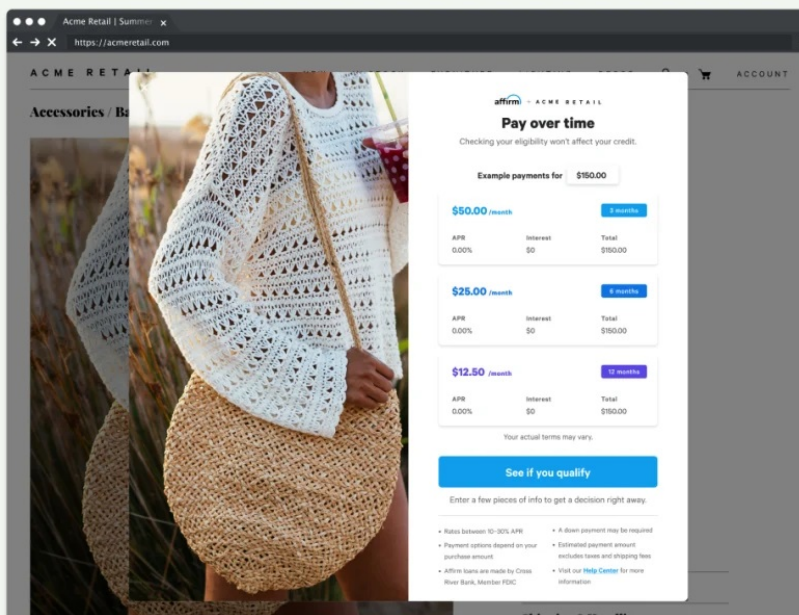 Acme Retail | Summer
https://acmeretail.com
ACME RETAIL
ACCOUNT
Accessories / Ba
affirm ACME RETAIL
Pay over time
Checking your eligibility won't affect your credit.
Example payments for $150.00
$50.00 /month 3 months
APR Interest Total
0.00% $0 $150.00
$25.00 /month 6 months
APR Interest Total
0.00% $0 $150.00
$12.50 /month 12 months
APR Interest Total
0.00% $0 $150.00
Your actual terms may vary.
See if you qualify
Enter a few pieces of info to get a decision right away.
• Rates between 10-30% APR
• Payment options depend on your
purchase amount
• Affirm loans are made by Cross
River Bank, Member FDIC
• A down payment may be required
• Estimated payment amount
excludes taxes and shipping fees
• Visit our Help Center for more
information